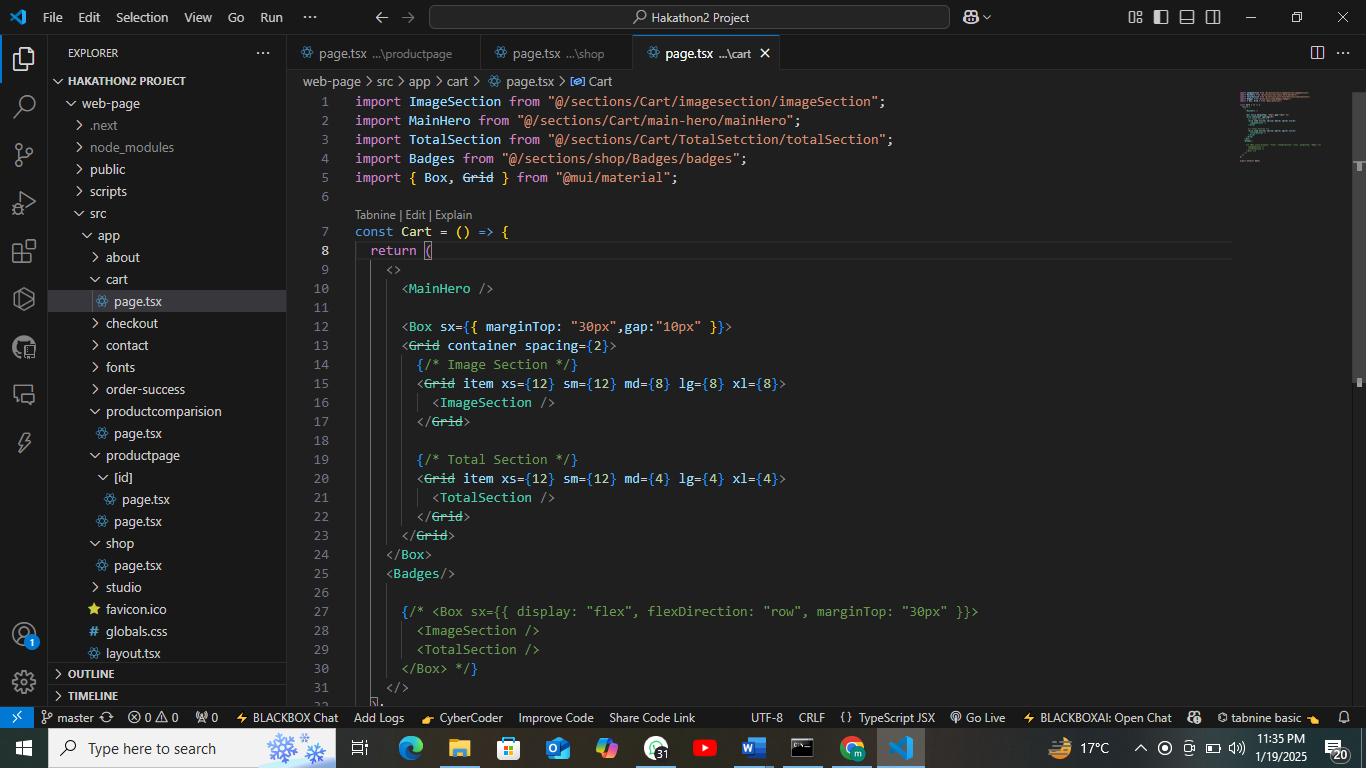 File Edit Selection View Go Run ···
Hakathon2 Project
EXPLORER
HAKATHON2 PROJECT
web-page
.next
node_modules
public
scripts
src
app
about
cart
page.tsx
checkout
contact
fonts
order-success
productcomparision
page.tsx
productpage
[id]
page.tsx
page.tsx
shop
page.tsx
studio
favicon.ico
globals.css
layout.tsx
OUTLINE
TIMELINE
page.tsx ...\productpage
page.tsx ...\shop
page.tsx ...\cart
web-page > src > app > cart > page.tsx > Cart
1 import ImageSection from "@/sections/Cart/imagesection/imageSection";
2 import MainHero from "@/sections/Cart/main-hero/mainHero";
3 import TotalSection from "@/sections/Cart/TotalSetction/totalSection";
4 import Badges from "@/sections/shop/Badges/badges";
5 import { Box, Grid } from "@mui/material";
6
Tabnine | Edit | Explain
7 const Cart = () => {
8 return (
9 <>
10 <MainHero />
11
12 <Box sx={{ marginTop: "30px",gap:"10px" }}>
13 <Grid container spacing={2}>
14 {/* Image Section */}
15 <Grid item xs={12} sm={12} md={8} lg={8} xl={8}>
16 <ImageSection />
17 </Grid>
18
19 {/* Total Section */}
20 <Grid item xs={12} sm={12} md={4} lg={4} xl={4}>
21 <TotalSection />
22 </Grid>
23 </Grid>
24 </Box>
25 <Badges/>
26
27 {/* <Box sx={{ display: "flex", flexDirection: "row", marginTop: "30px" }}>
28 <ImageSection />
29 <TotalSection />
30 </Box> */}
31 </>
32 );
1
master 0 0 0 BLACKBOX Chat Add Logs CyberCoder Improve Code Share Code Link UTF-8 CRLF {} TypeScript JSX Go Live BLACKBOXAI: Open Chat tabnine basic
Type here to search
31
17°C
11:35 PM
1/19/2025
20